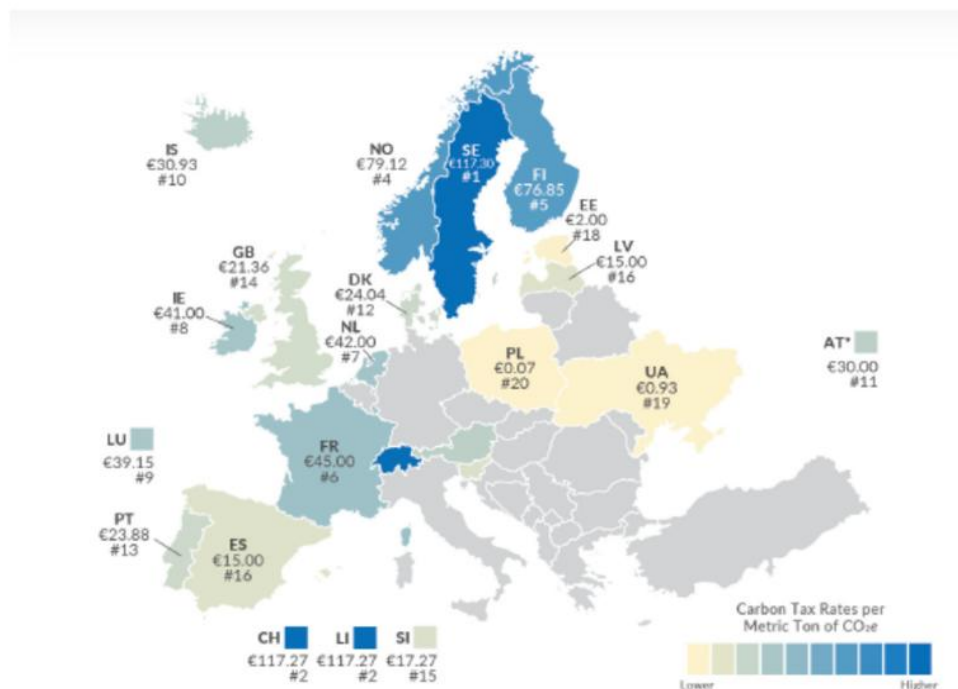 IS
€30.93
#10
NO
€79.12
#4
SE
€117.30
#1
FI
€76.85
#5
EE
€2.00
#18
LV
€15.00
#16
GB
€21.36
#14
IE
€41.00
#8
DK
€24.04
#12
NL
€42.00
#7
PL
€0.07
#20
UA
€0.93
#19
AT*
€30.00
#11
LU
€39.15
#9
FR
€45.00
#6
PT
€23.88
#13
ES
€15.00
#16
CH
€117.27
#2
LI
€117.27
#2
SI
€17.27
#15
Carbon Tax Rates per
Metric Ton of CO₂e
Lower
Higher